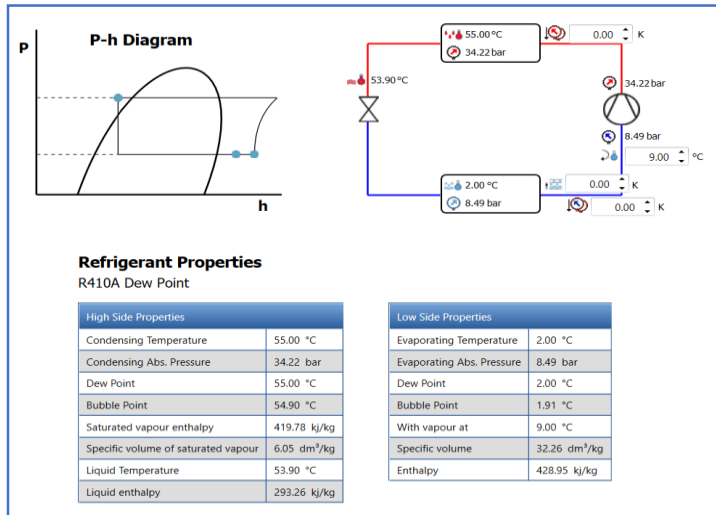 P-h Diagram
P
h
55.00 °C
34.22 bar
0.00 K
53.90 °C
34.22 bar
8.49 bar
9.00 °C
2.00 °C
8.49 bar
0.00 K
0.00 K
Refrigerant Properties
R410A Dew Point
High Side Properties
Condensing Temperature 55.00 °C
Condensing Abs. Pressure 34.22 bar
Dew Point 55.00 °C
Bubble Point 54.90 °C
Saturated vapour enthalpy 419.78 kj/kg
Specific volume of saturated vapour 6.05 dm³/kg
Liquid Temperature 53.90 °C
Liquid enthalpy 293.26 kj/kg
Low Side Properties
Evaporating Temperature 2.00 °C
Evaporating Abs. Pressure 8.49 bar
Dew Point 2.00 °C
Bubble Point 1.91 °C
With vapour at 9.00 °C
Specific volume 32.26 dm³/kg
Enthalpy 428.95 kj/kg